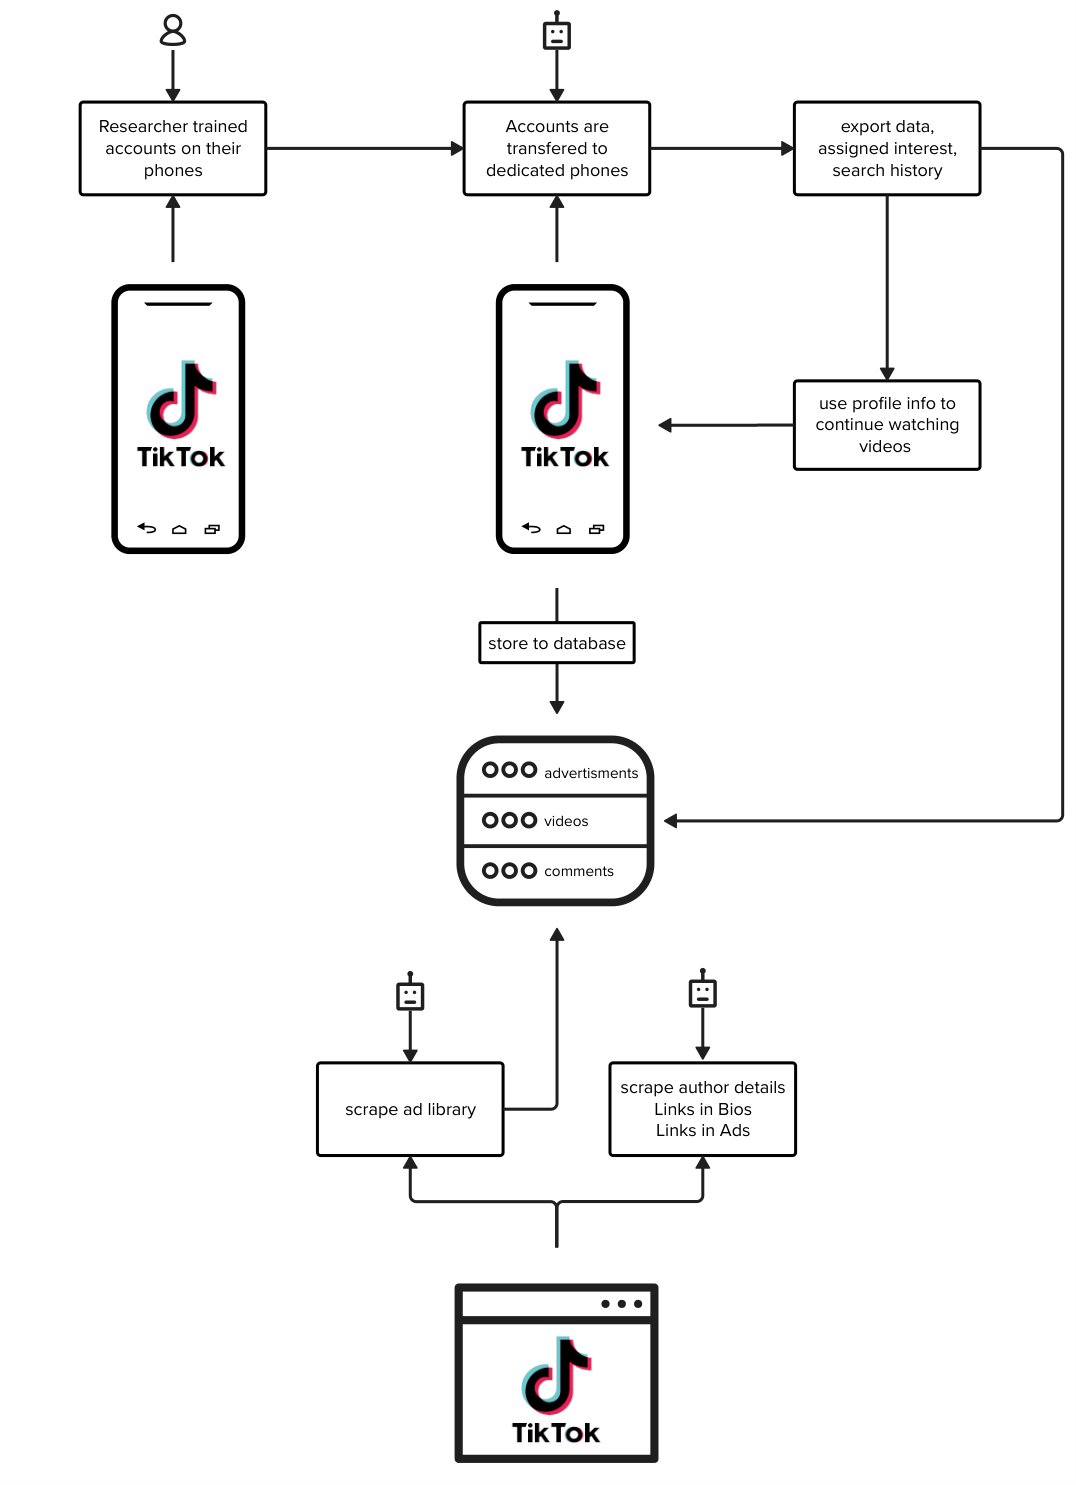 Researcher trained
accounts on their
phones
Accounts are
transfered to
dedicated phones
export data,
assigned interest,
search history
TikTok
TikTok
use profile info to
continue watching
videos
store to database
advertisments
videos
comments
scrape ad library
scrape author details
Links in Bios
Links in Ads
TikTok